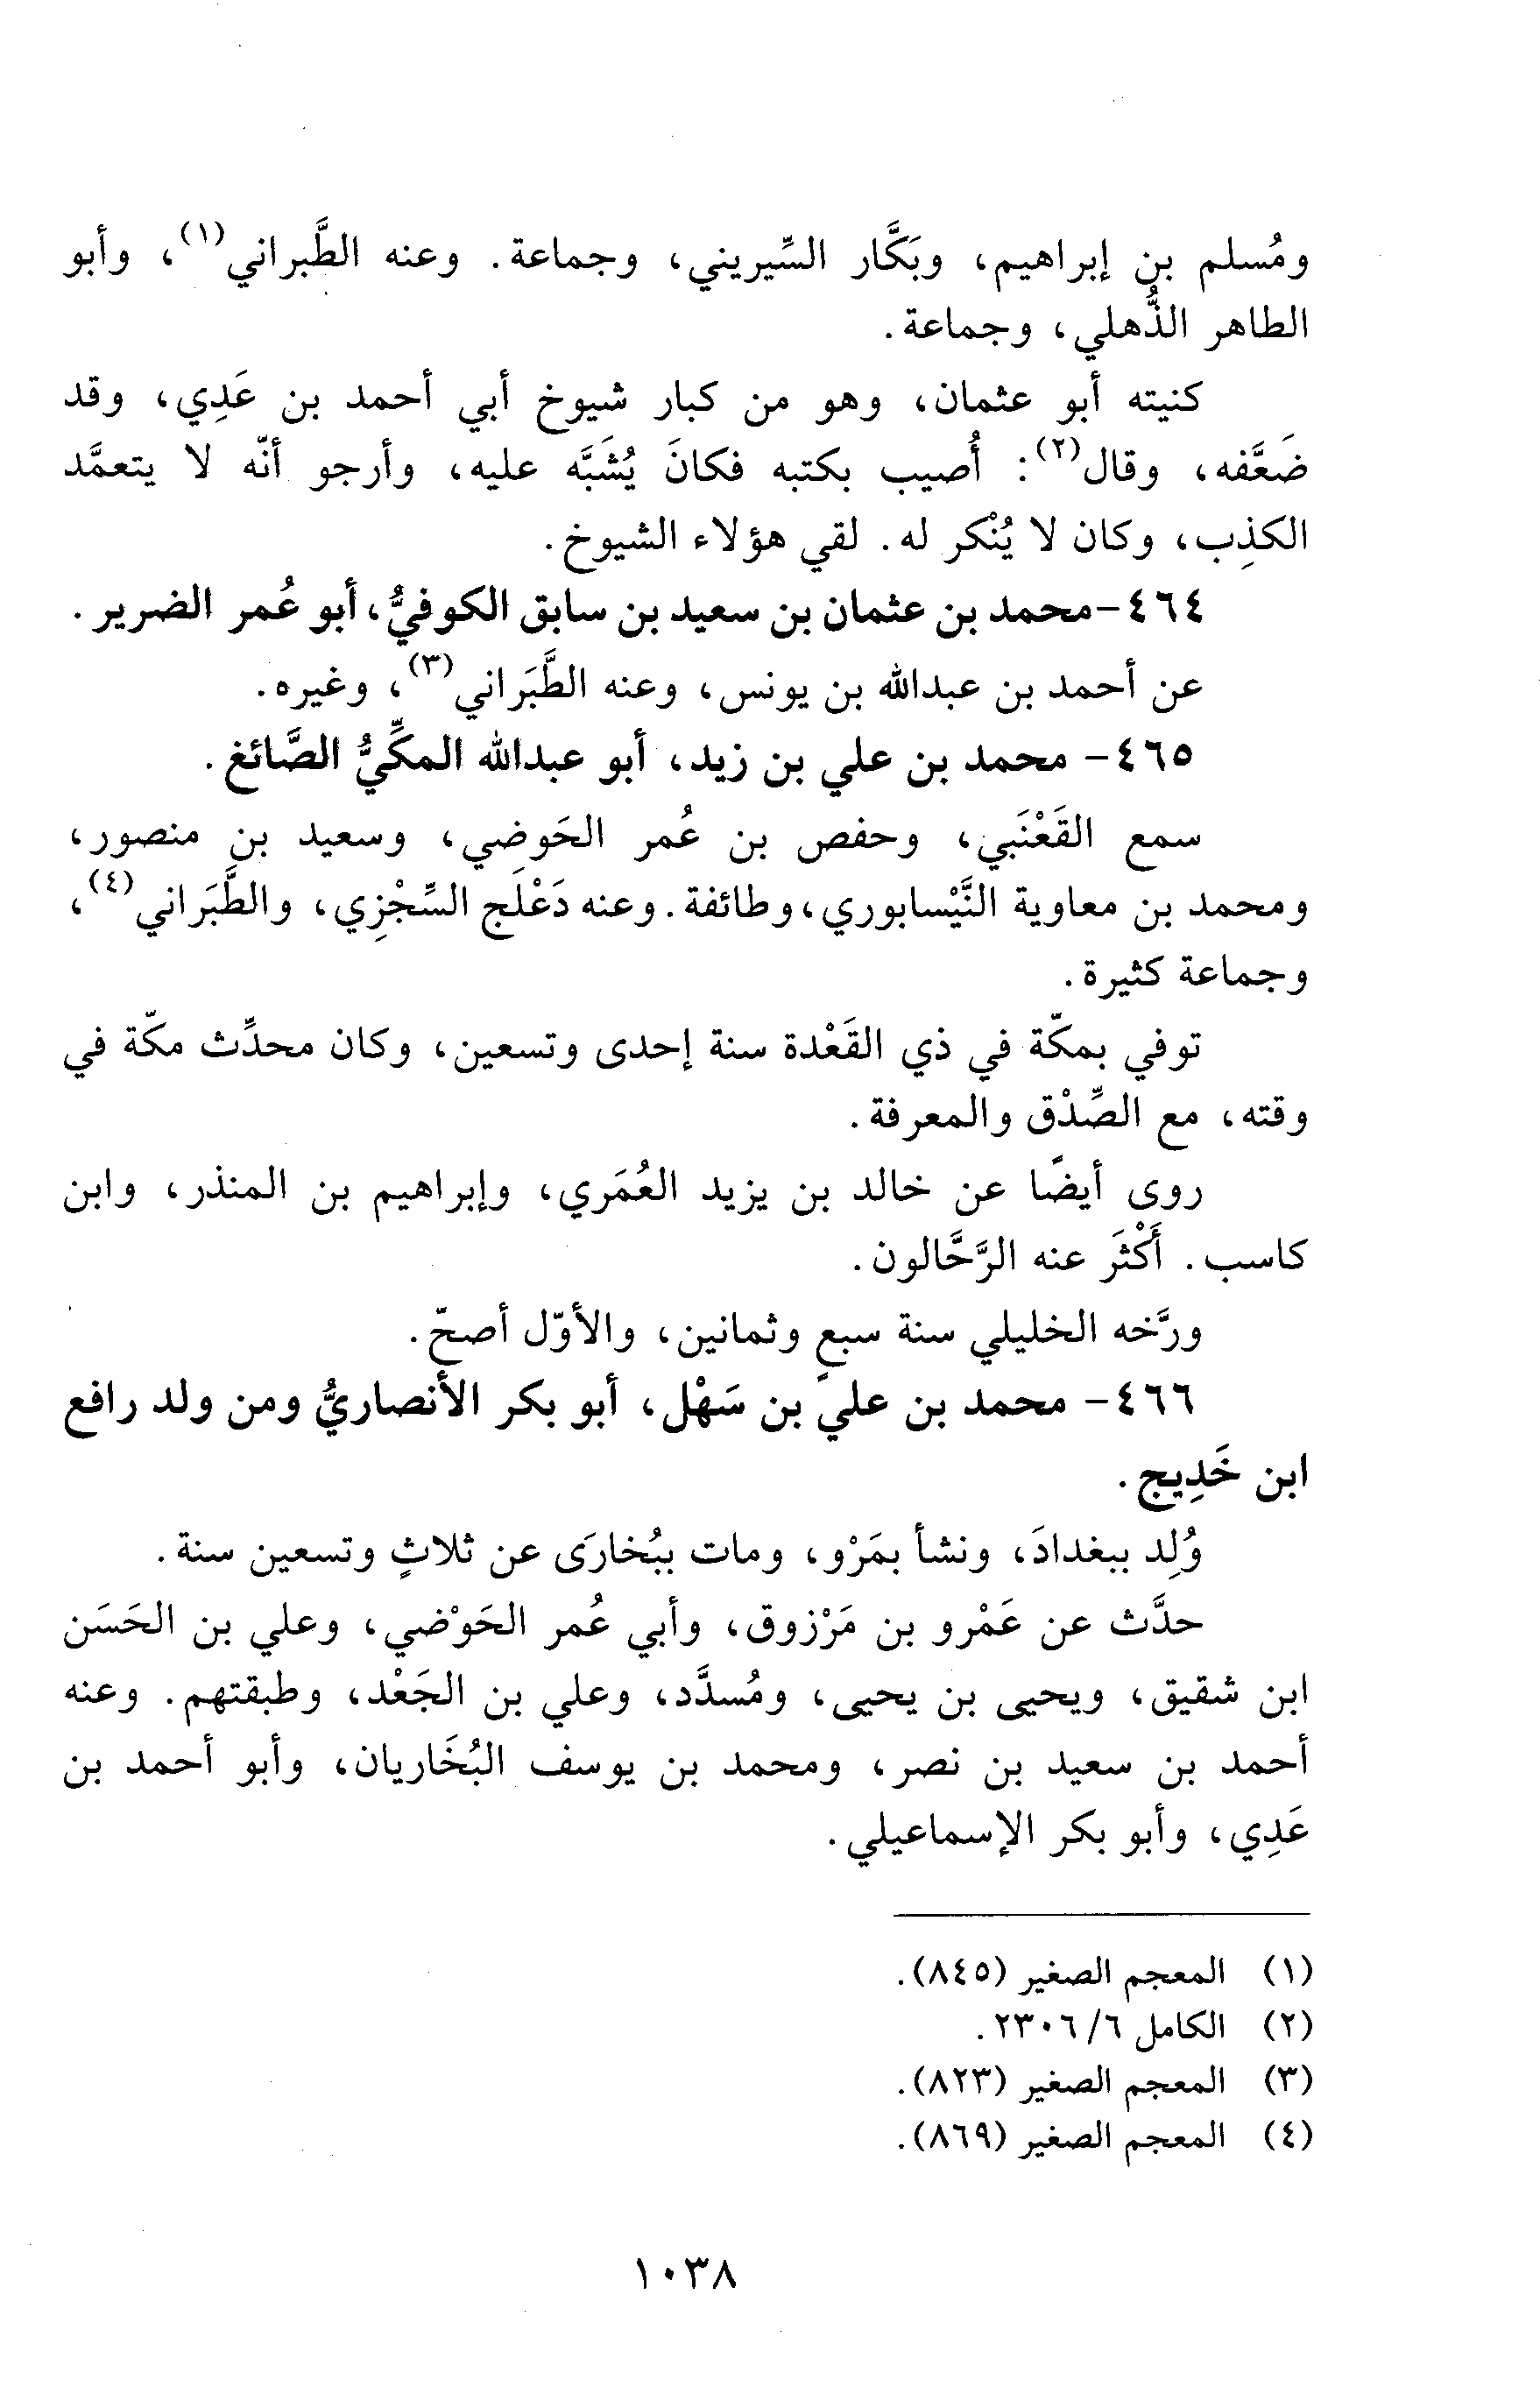 ومُسلم بن إبراهيم، وبَكَّار السِّيريني، وجماعة. وعنه الطَّبراني(١)، وأبو
الطاهر الذُّهلي، وجماعة.
كنيته أبو عثمان، وهو من كبار شيوخ أبي أحمد بن عَدِي، وقد
ضَعَّفه، وقال(٢): أُصيب بكتبه فكانَ يُشَبَّه عليه، وأرجو أنّه لا يتعمَّد
الكذِب، وكان لا يُنْكر له. لقي هؤلاء الشيوخ.
٤٦٤-محمد بن عثمان بن سعيد بن سابق الكوفيُّ، أبو عُمر الضرير.
عن أحمد بن عبدالله بن يونس، وعنه الطَّبَراني(٣)، وغيره.
٤٦٥- محمد بن علي بن زيد، أبو عبدالله المكِّيُّ الصَّائغ.
سمع القَعْنَبي، وحفص بن عُمر الحَوضِي، وسعيد بن منصور،
ومحمد بن معاوية النَّيْسابوري، وطائفة. وعنه دَعْلَج السِّجْزِي، والطَّبَراني(٤)،
وجماعة كثيرة.
توفي بمكّة في ذي القَعْدة سنة إحدى وتسعين، وكان محدِّث مكّة في
وقته، مع الصِّدْق والمعرفة.
روى أيضًا عن خالد بن يزيد العُمَري، وإبراهيم بن المنذر، وابن
كاسب. أَكْثَر عنه الرَّحَّالون.
ورَّخه الخليلي سنة سبعٍ وثمانين، والأوّل أصحّ.
٤٦٦- محمد بن علي بن سَهْل، أبو بكر الأنصاريُّ ومن ولد رافع
ابن خَدِيج.
وُلِد ببغدادَ، ونشأ بمَرْو، ومات ببُخارَى عن ثلاثٍ وتسعين سنة.
حدَّث عن عَمْرو بن مَرْزوق، وأبي عُمر الحَوْضي، وعلي بن الحَسَن
ابن شقيق، ويحيى بن يحيى، ومُسدَّد، وعلي بن الجَعْد، وطبقتهم. وعنه
أحمد بن سعيد بن نصر، ومحمد بن يوسف البُخَاريان، وأبو أحمد بن
عَدِي، وأبو بكر الإسماعيلي.
(١) المعجم الصغير (٨٤٥).
(٢) الكامل ٦/ ٢٣٠٦.
(٣) المعجم الصغير (٨٢٣).
(٤) المعجم الصغير (٨٦٩).
١٠٣٨